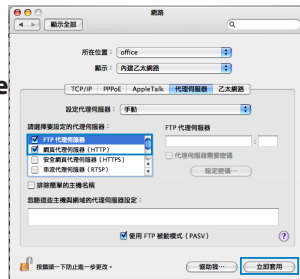 網路
顯示全部
所在位置： office
顯示： 內建乙太網路
e
TCP/IP PPPoE AppleTalk 代理伺服器 乙太網路
設定代理伺服器： 手動
請選擇要設定的代理伺服器： FTP 代理伺服器
FTP 代理伺服器 :
網頁代理伺服器（HTTP） 代理伺服器需要密碼
安全網頁代理伺服器（HTTPS） 設定密碼…
串流代理伺服器（RTSP）
排除簡單的主機名稱
忽略這些主機與網域的代理伺服器設定：
使用 FTP 被動模式（PASV） ?
按鎖頭一下防止進一步更改。 協助我… 立即套用